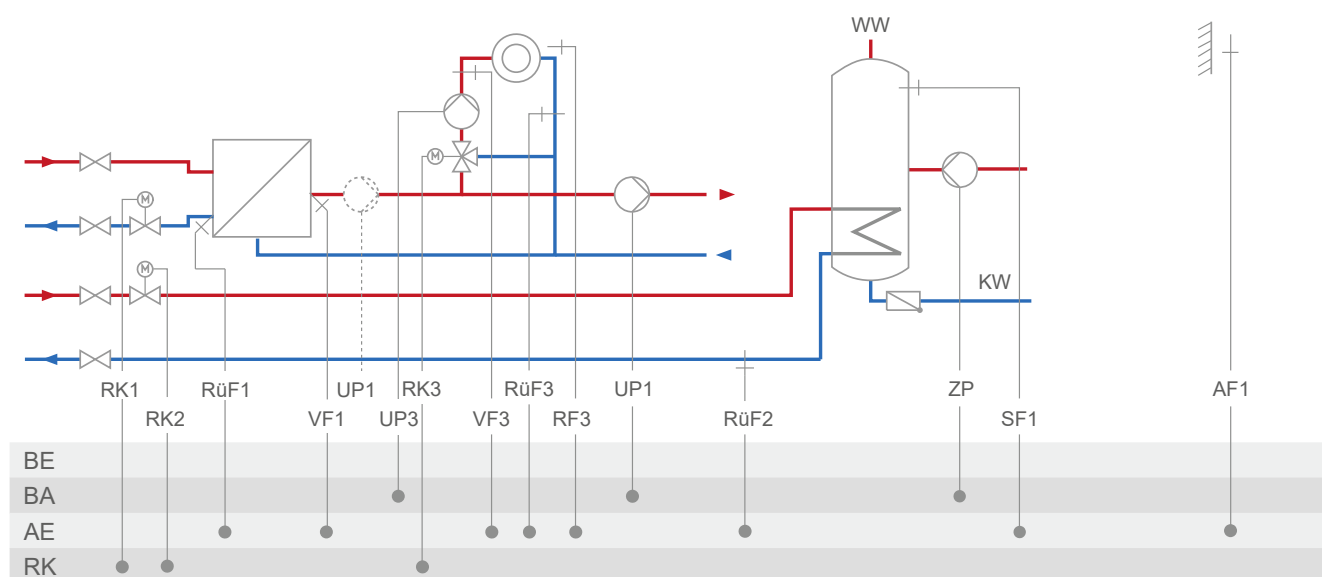 WW
M
M
M
KW
RK1 RüF1 UP1 RK3 RüF3 UP1 ZP AF1
RK2 VF1 UP3 VF3 RF3 RüF2 SF1
BE
BA
AE
RK